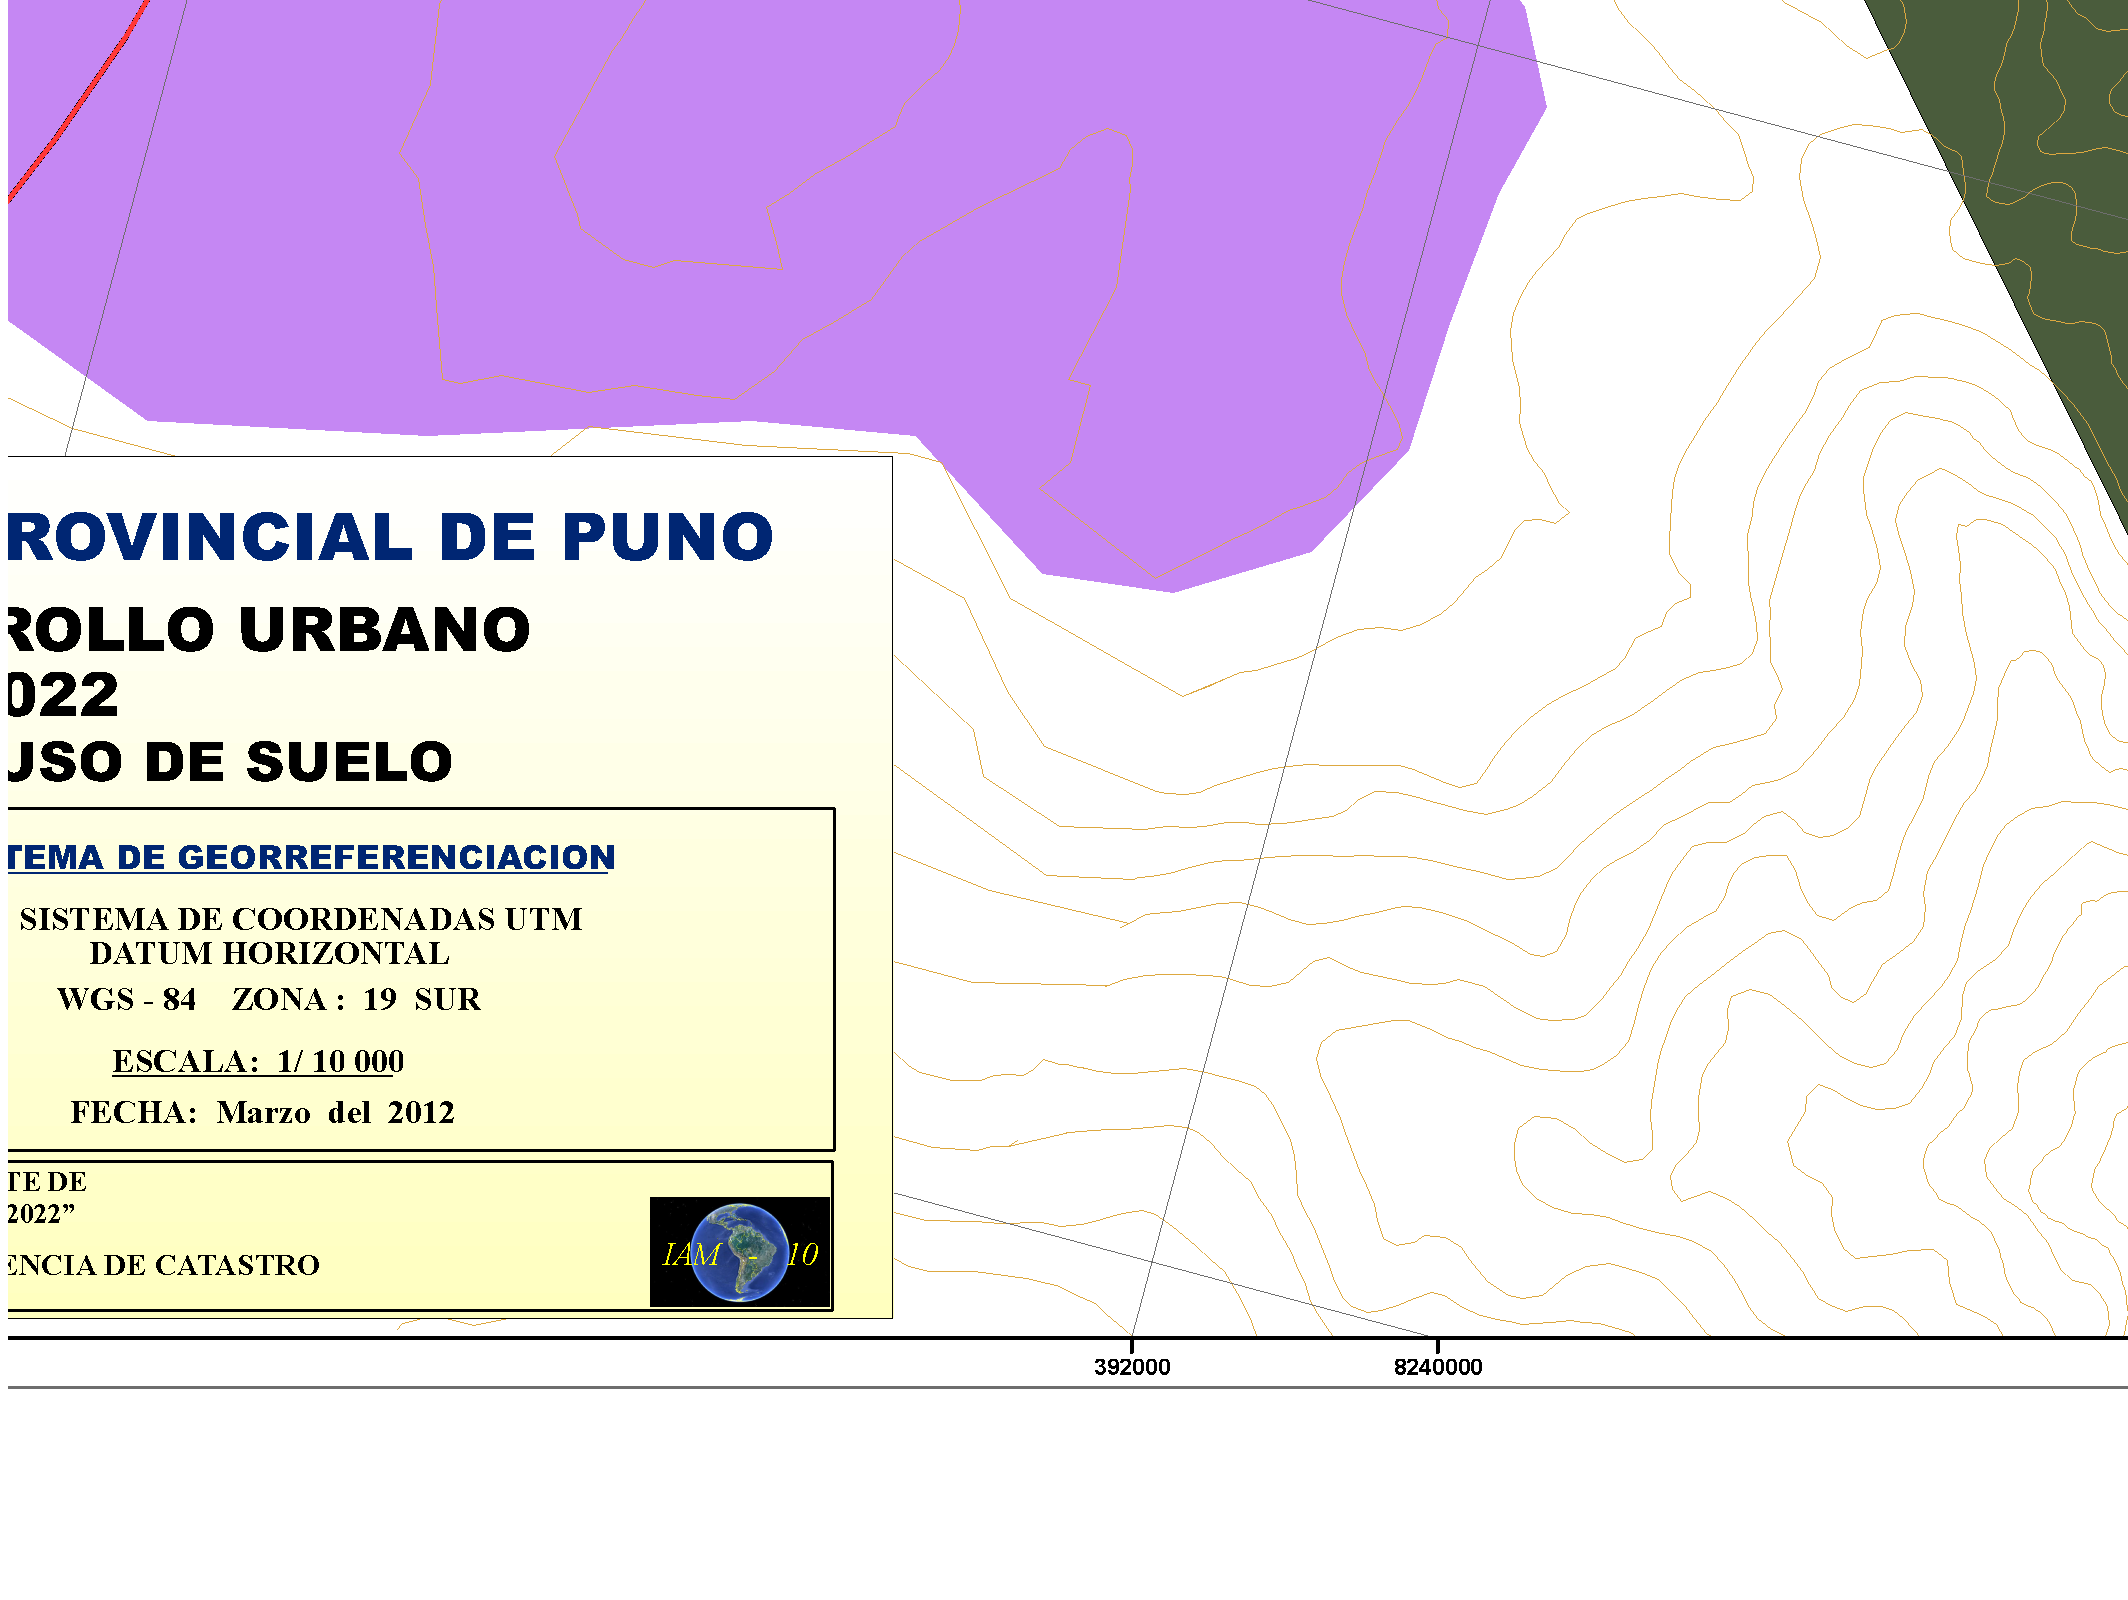 ROVINCIAL DE PUNO
ROLLO URBANO
022
USO DE SUELO
TEMA DE GEORREFERENCIACION
SISTEMA DE COORDENADAS UTM
DATUM HORIZONTAL
WGS - 84 ZONA : 19 SUR
ESCALA: 1/ 10 000
FECHA: Marzo del 2012
TE DE
2022”
ENCIA DE CATASTRO
IAM - 10
392000 8240000